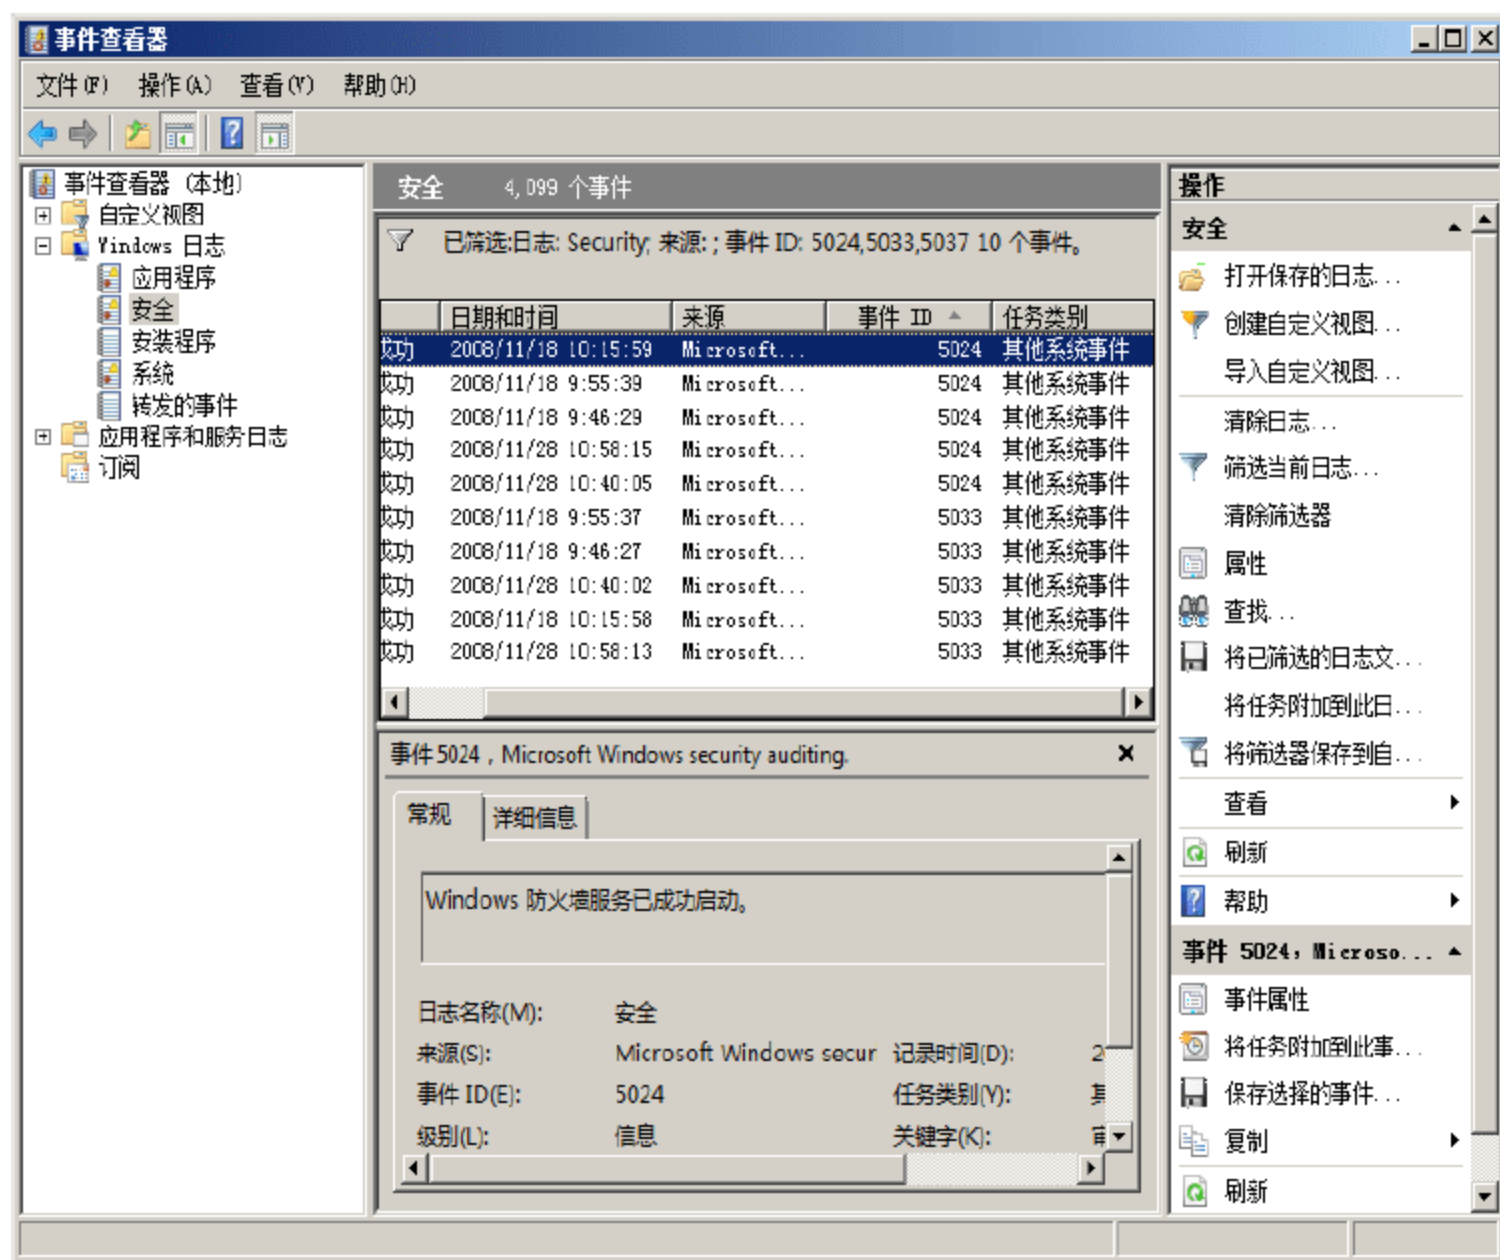 事件查看器
文件(F) 操作(A) 查看(V) 帮助(H)
事件查看器 (本地)
自定义视图
Windows 日志
应用程序
安全
安装程序
系统
转发的事件
应用程序和服务日志
订阅
安全 4,099 个事件
已筛选:日志: Security; 来源: ; 事件 ID: 5024,5033,5037 10 个事件。
日期和时间 来源 事件 ID 任务类别
成功 2008/11/18 10:15:59 Microsoft... 5024 其他系统事件
成功 2008/11/18 9:55:39 Microsoft... 5024 其他系统事件
成功 2008/11/18 9:46:29 Microsoft... 5024 其他系统事件
成功 2008/11/28 10:58:15 Microsoft... 5024 其他系统事件
成功 2008/11/28 10:40:05 Microsoft... 5024 其他系统事件
成功 2008/11/18 9:55:37 Microsoft... 5033 其他系统事件
成功 2008/11/18 9:46:27 Microsoft... 5033 其他系统事件
成功 2008/11/28 10:40:02 Microsoft... 5033 其他系统事件
成功 2008/11/18 10:15:58 Microsoft... 5033 其他系统事件
成功 2008/11/28 10:58:13 Microsoft... 5033 其他系统事件
事件 5024，Microsoft Windows security auditing.
常规 详细信息
Windows 防火墙服务已成功启动。
日志名称(M): 安全
来源(S): Microsoft Windows secur 记录时间(D): 2
事件 ID(E): 5024 任务类别(Y): 其
级别(L): 信息 关键字(K): 审
操作
安全
打开保存的日志...
创建自定义视图...
导入自定义视图...
清除日志...
筛选当前日志...
清除筛选器
属性
查找...
将已筛选的日志文...
将任务附加到此日...
将筛选器保存到自...
查看
刷新
帮助
事件 5024，Microso...
事件属性
将任务附加到此事...
保存选择的事件...
复制
刷新